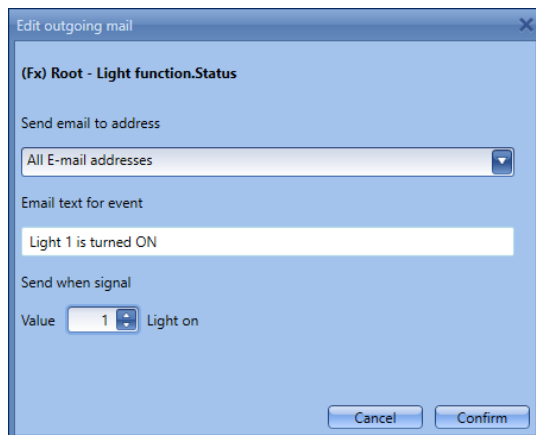 Edit outgoing mail
(Fx) Root - Light function.Status
Send email to address
All E-mail addresses
Email text for event
Light 1 is turned ON
Send when signal
Value 1 Light on
Cancel Confirm